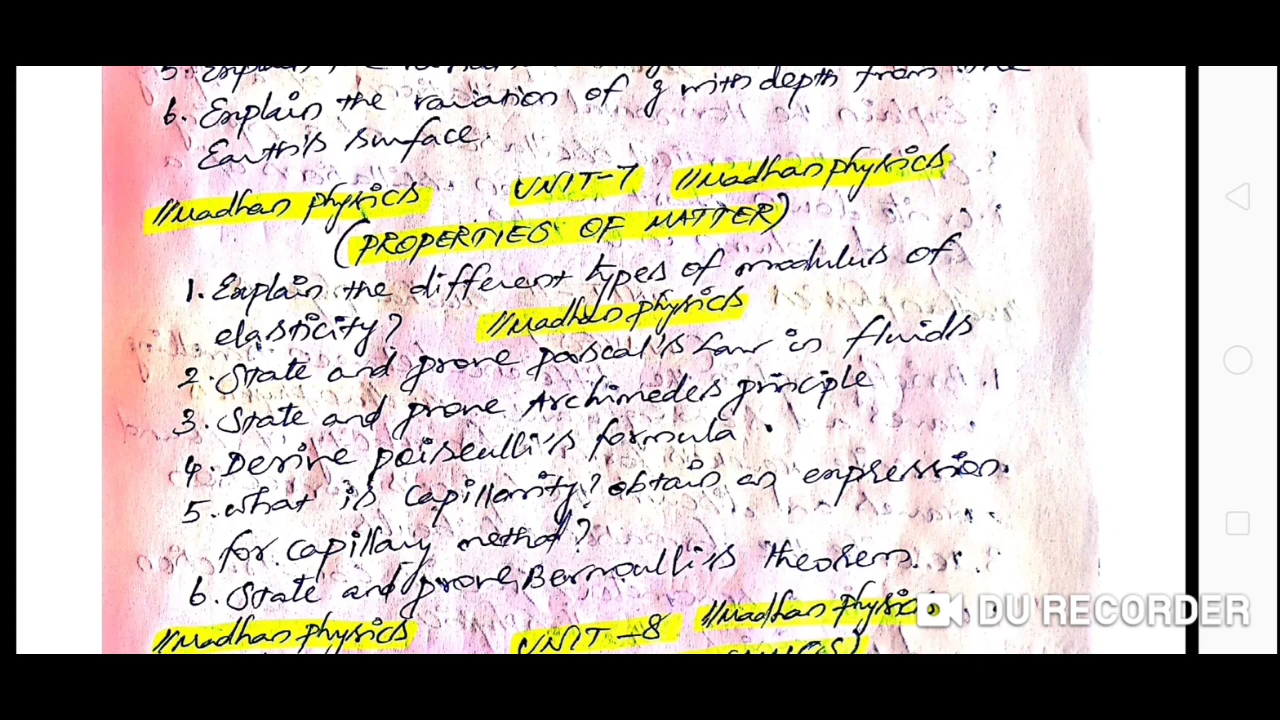 5. Explain
6. Explain the variation of g with depth from the
Earth's surface.
//Madhan physics UNIT-7 //Madhan physics
(PROPERTIES OF MATTER)
1. Explain the different types of modulus of
elasticity? //Madhan physics
2. State and prove pascal's Law in fluids
3. State and prove Archimedes principle
4. Derive poiseulli's formula.
5. what is capillarity? obtain an expression
for capillary method?
6. State and prove Bernoulli's theorem.
//Madhan physics UNIT-8 //Madhan physics
DU RECORDER